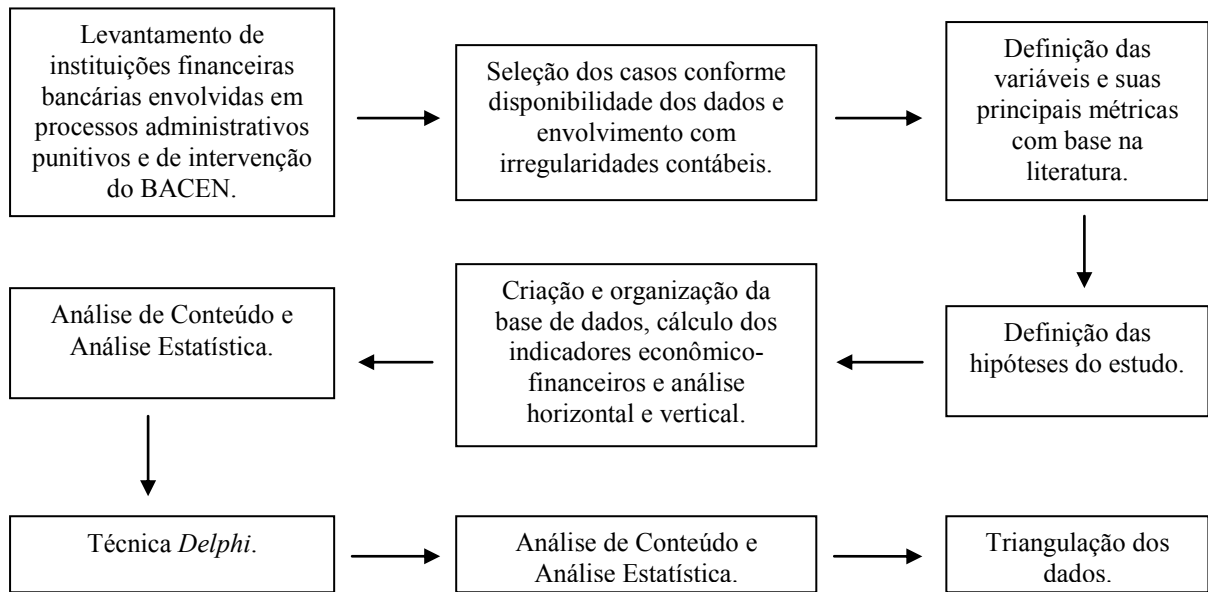 Levantamento de
instituições financeiras
bancárias envolvidas em
processos administrativos
punitivos e de intervenção
do BACEN.
Seleção dos casos conforme
disponibilidade dos dados e
envolvimento com
irregularidades contábeis.
Definição das
variáveis e suas
principais métricas
com base na
literatura.
Definição das
hipóteses do estudo.
Criação e organização da
base de dados, cálculo dos
indicadores econômico-
financeiros e análise
horizontal e vertical.
Análise de Conteúdo e
Análise Estatística.
Técnica Delphi.
Análise de Conteúdo e
Análise Estatística.
Triangulação dos
dados.